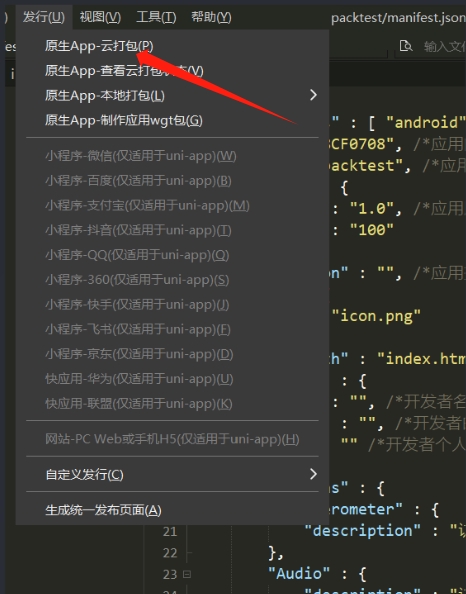 发行(U) 视图(V) 工具(T) 帮助(Y) packtest/manifest.json
输入文
原生App-云打包(P)
原生App-查看云打包状态(V)
原生App-本地打包(L)
原生App-制作应用wgt包(G)
小程序-微信(仅适用于uni-app)(W)
小程序-百度(仅适用于uni-app)(B)
小程序-支付宝(仅适用于uni-app)(M)
小程序-抖音(仅适用于uni-app)(T)
小程序-QQ(仅适用于uni-app)(Q)
小程序-360(仅适用于uni-app)(S)
小程序-快手(仅适用于uni-app)(J)
小程序-飞书(仅适用于uni-app)(F)
小程序-京东(仅适用于uni-app)(D)
快应用-华为(仅适用于uni-app)(U)
快应用-联盟(仅适用于uni-app)(K)
网站-PC Web或手机H5(仅适用于uni-app)(H)
自定义发行(C)
生成统一发布页面(A)
" : [ "android"
CF0708", /*应用
packtest", /*应用
{
: "1.0", /*应用
: "100"
on" : "", /*应用
"icon.png"
h" : "index.htm
: {
: "", /*开发者名
: "", /*开发者
"" /*开发者个人
s" : {
erometer" : {
21 "description" : "
22 },
23 "Audio" : {
"description" : "